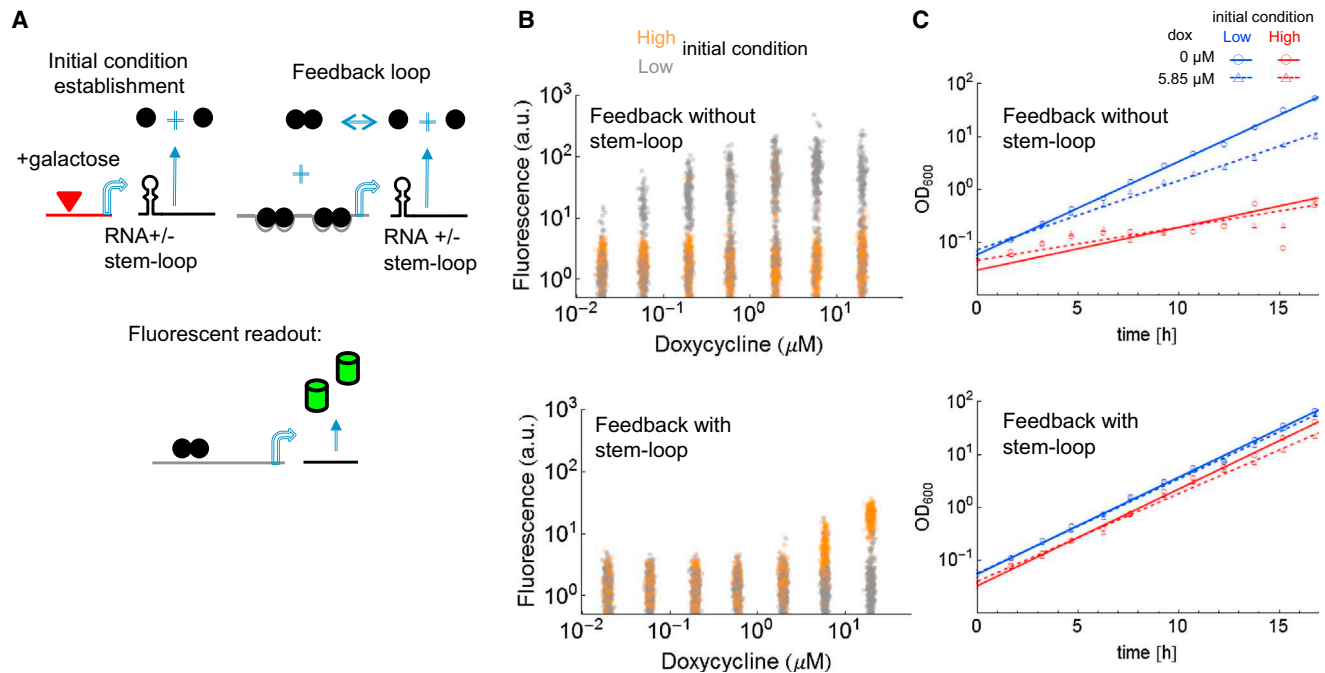 A
Initial condition
establishment
Feedback loop
+galactose
RNA+/-
stem-loop
RNA +/-
stem-loop
Fluorescent readout:
B
High
Low
initial condition
Feedback without
stem-loop
Fluorescence (a.u.)
10³
10²
10¹
10⁰
10⁻² 10⁻¹ 10⁰ 10¹
Doxycycline (μM)
Feedback with
stem-loop
Fluorescence (a.u.)
10³
10²
10¹
10⁰
10⁻² 10⁻¹ 10⁰ 10¹
Doxycycline (μM)
C
initial condition
dox Low High
0 μM
5.85 μM
Feedback without
stem-loop
OD₆₀₀
10²
10¹
10⁰
10⁻¹
0 5 10 15
time [h]
Feedback with
stem-loop
OD₆₀₀
10²
10¹
10⁰
10⁻¹
0 5 10 15
time [h]